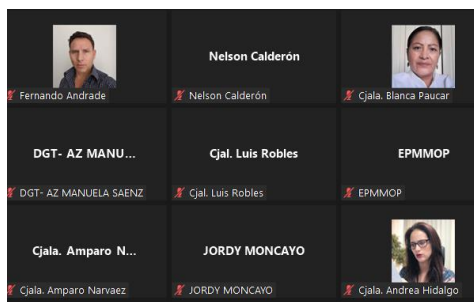 Fernando Andrade
Nelson Calderón
Nelson Calderón
Cjala. Blanca Paucar
DGT- AZ MANU...
DGT- AZ MANUELA SAENZ
Cjal. Luis Robles
Cjal. Luis Robles
EPMMOP
EPMMOP
Cjala. Amparo N...
Cjala. Amparo Narvaez
JORDY MONCAYO
JORDY MONCAYO
Cjala. Andrea Hidalgo